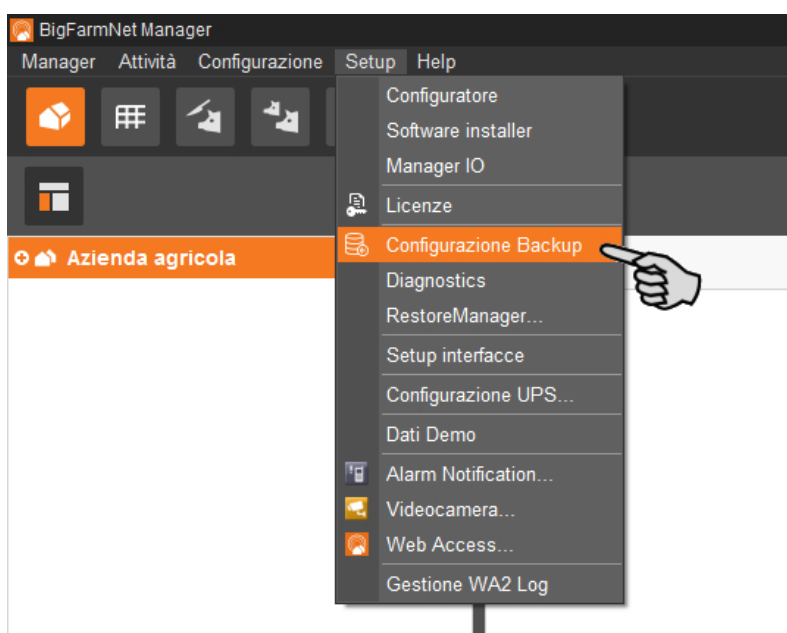 BigFarmNet Manager
Manager Attività Configurazione Setup Help
Configuratore
Software installer
Manager IO
Licenze
Configurazione Backup
Azienda agricola
Diagnostics
RestoreManager...
Setup interfacce
Configurazione UPS...
Dati Demo
Alarm Notification...
Videocamera...
Web Access...
Gestione WA2 Log